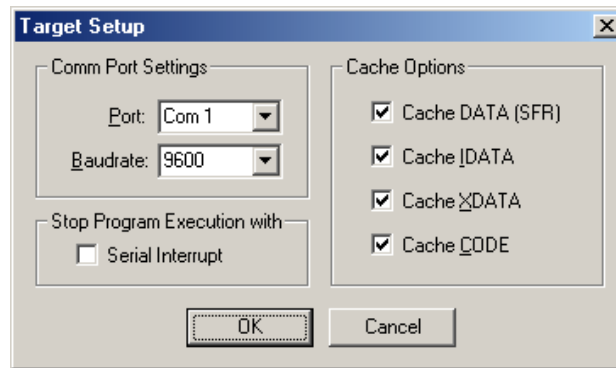 Target Setup
Comm Port Settings
Port: Com 1
Baudrate: 9600
Stop Program Execution with
Serial Interrupt
Cache Options
Cache DATA (SFR)
Cache IDATA
Cache XDATA
Cache CODE
OK
Cancel